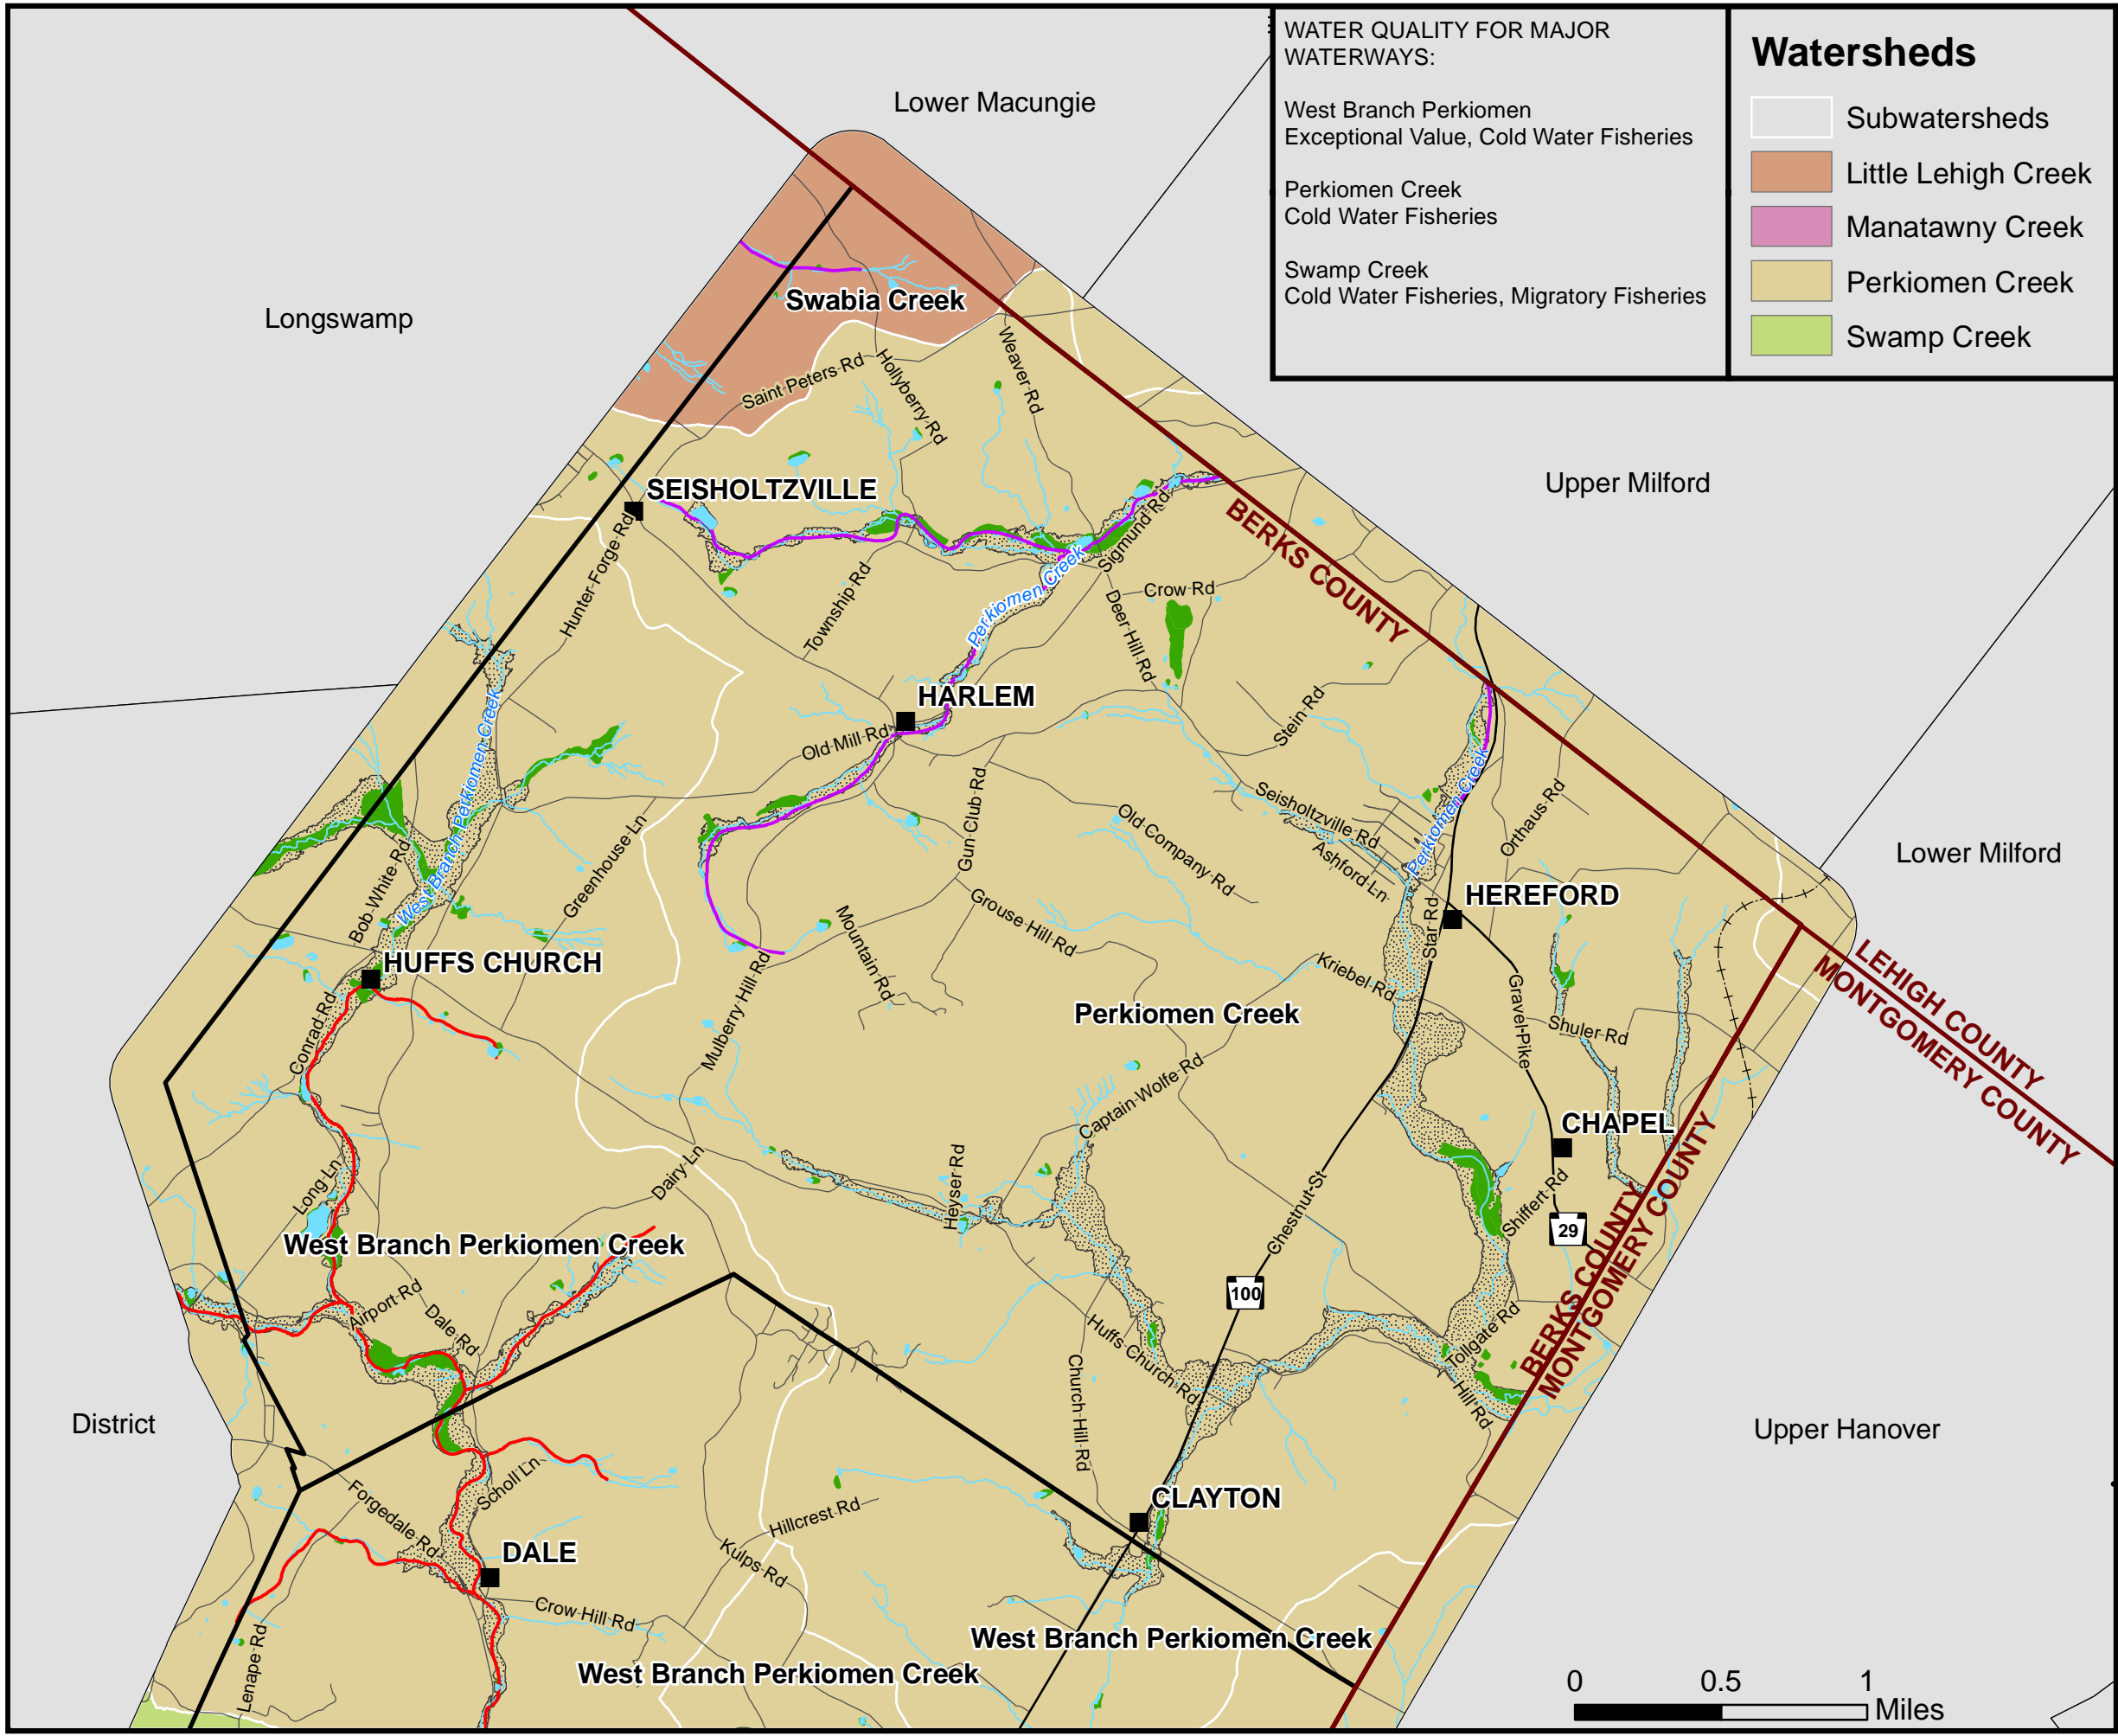 WATER QUALITY FOR MAJOR
WATERWAYS:
West Branch Perkiomen
Exceptional Value, Cold Water Fisheries
Perkiomen Creek
Cold Water Fisheries
Swamp Creek
Cold Water Fisheries, Migratory Fisheries
Watersheds
Subwatersheds
Little Lehigh Creek
Manatawny Creek
Perkiomen Creek
Swamp Creek
Lower Macungie
Longswamp
Swabia Creek
Saint Peters Rd
Hollyberry Rd
Weaver Rd
Upper Milford
SEISHOLTZVILLE
BERKS COUNTY
Sigmund Rd
Hunter Forge Rd
Township Rd
Perkiomen Creek
Crow Rd
Deer Hill Rd
HARLEM
Old Mill Rd
Stein Rd
West Branch Perkiomen Creek
Gun Club Rd
Seisholtzville Rd
Perkiomen Creek
Orthaus Rd
Old Company Rd
Ashford Ln
Greenhouse Ln
Bob White Rd
Lower Milford
HEREFORD
Star Rd
Grouse Hill Rd
Mountain Rd
HUFFS CHURCH
Kriebel Rd
Mulberry Hill Rd
Conrad Rd
Perkiomen Creek
Gravel Pike
Shuler Rd
LEHIGH COUNTY
MONTGOMERY COUNTY
Captain Wolfe Rd
CHAPEL
Dairy Ln
Long Ln
Heyser Rd
Chestnut St
Shiffert Rd
29
BERKS COUNTY
MONTGOMERY COUNTY
West Branch Perkiomen Creek
100
Airport Rd
Dale Rd
Huffs Church Rd
Tollgate Rd
Hill Rd
Church Hill Rd
District
Upper Hanover
Scholl Ln
Forgedale Rd
CLAYTON
Hillcrest Rd
DALE
Kulps Rd
Crow Hill Rd
Lenape Rd
West Branch Perkiomen Creek
West Branch Perkiomen Creek
0 0.5 1
Miles